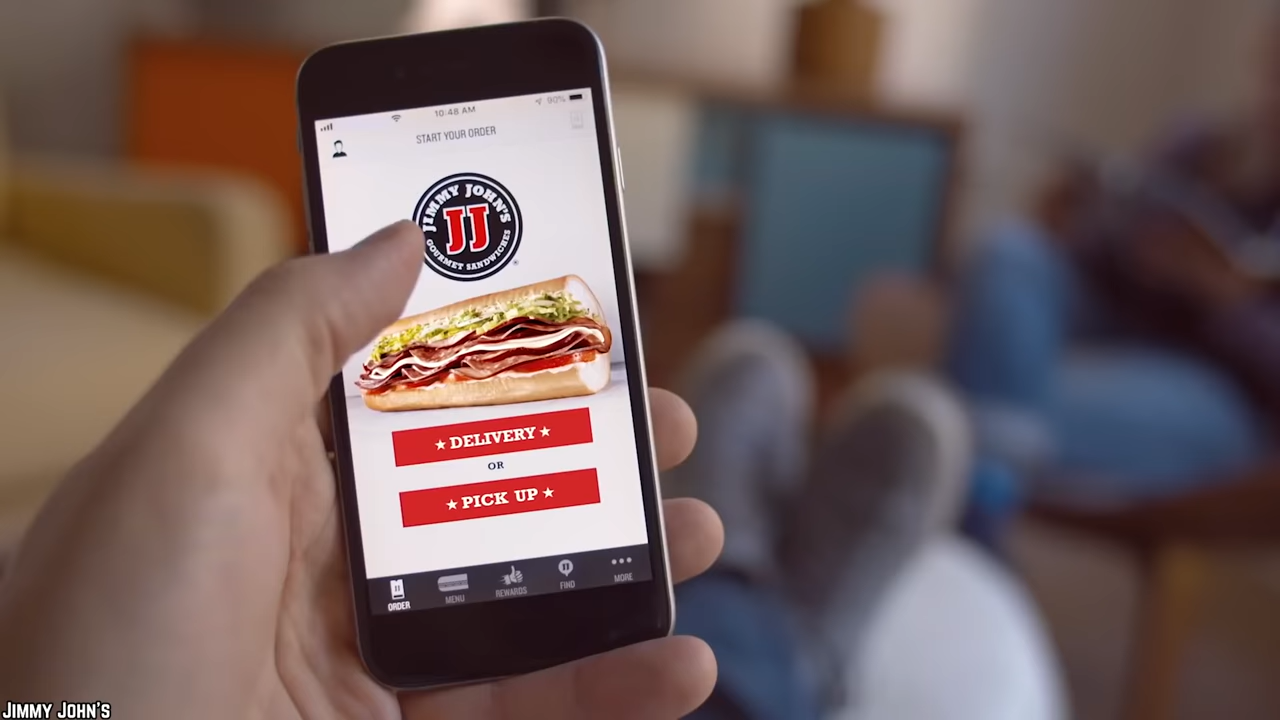 10:48 AM
90%
START YOUR ORDER
JIMMY JOHN'S
JJ
GOURMET SANDWICHES
®
★ DELIVERY ★
OR
★ PICK UP ★
ORDER
MENU
REWARDS
FIND
MORE
JIMMY JOHN'S